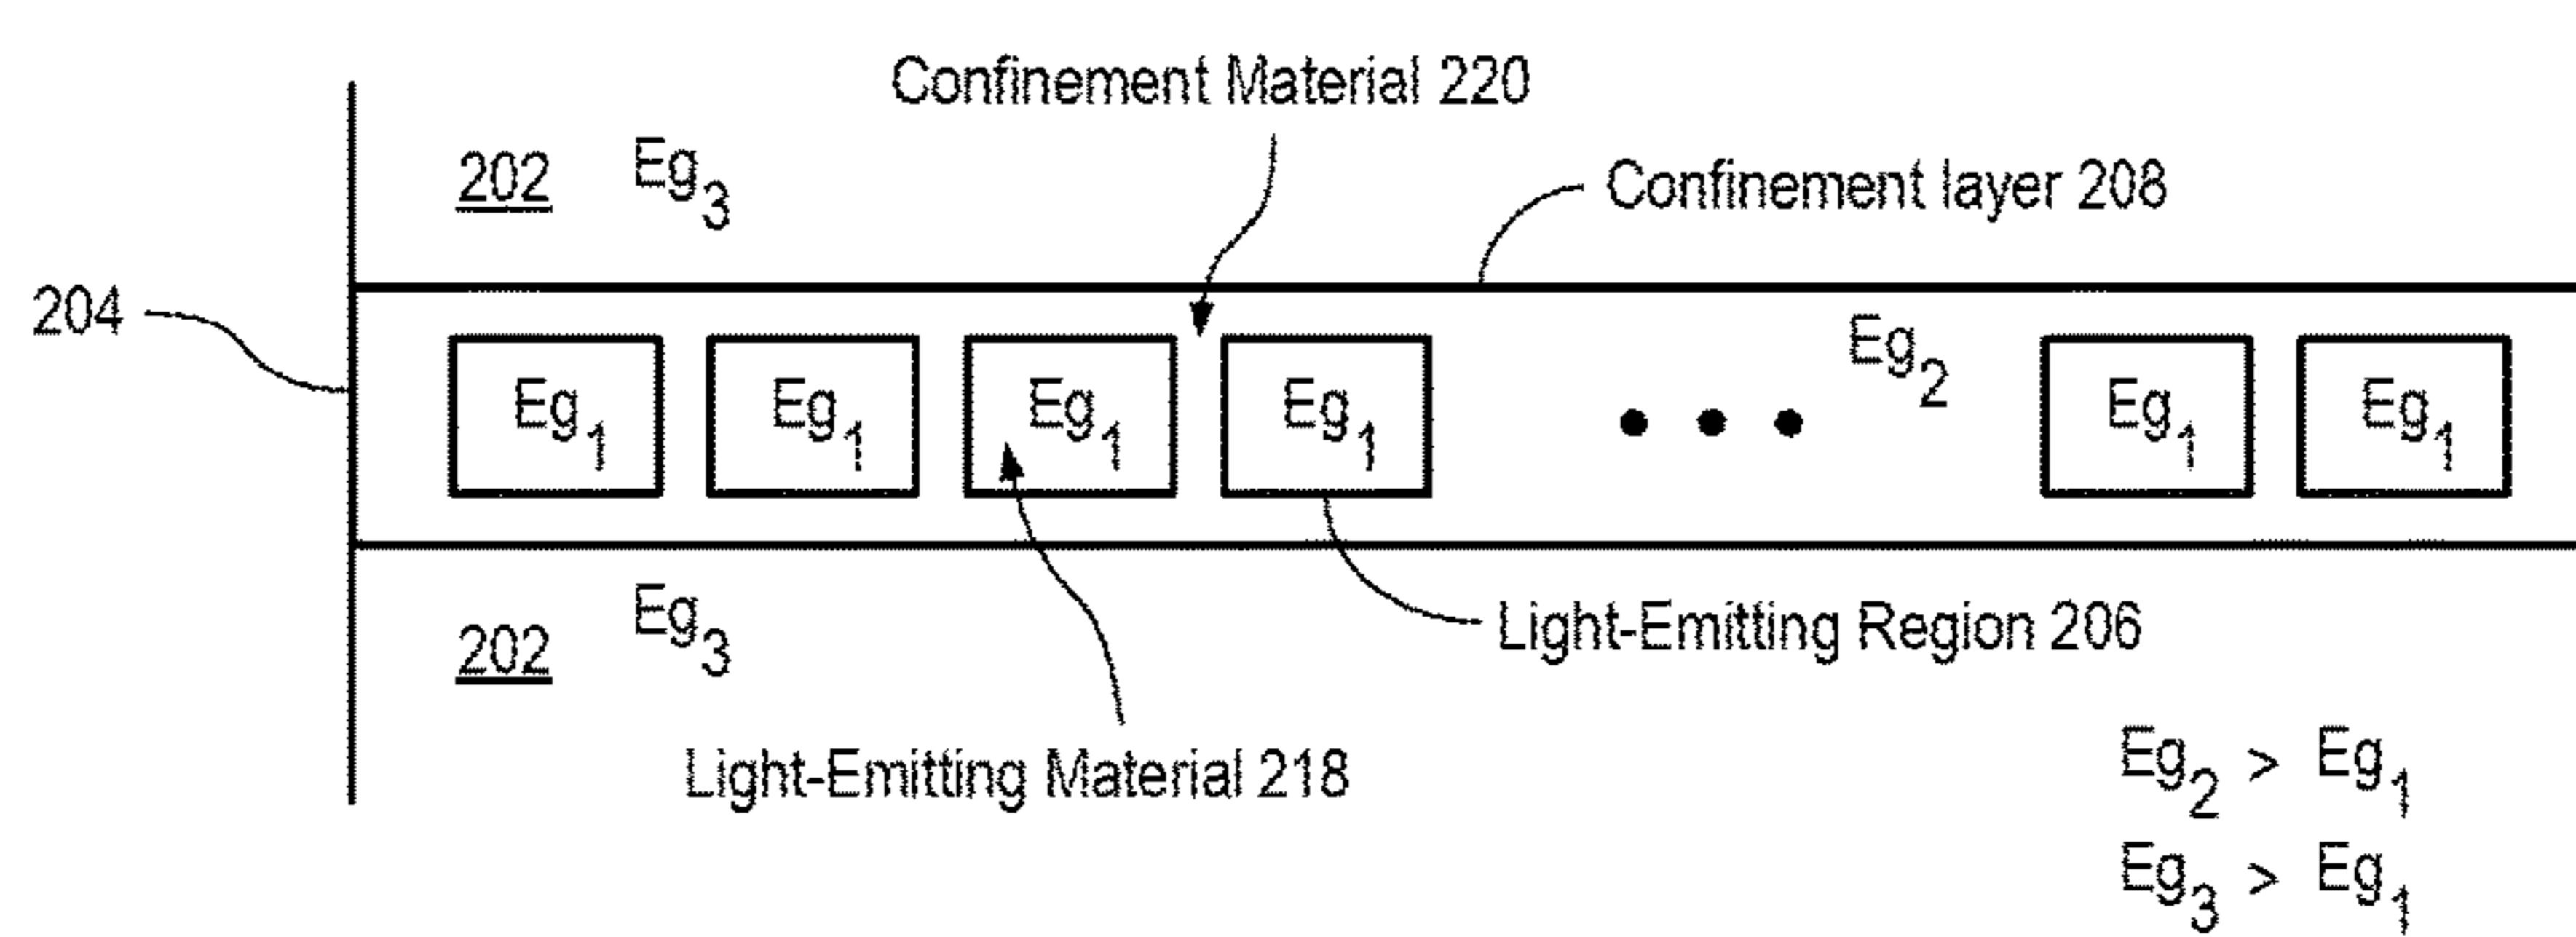 Confinement Material 220
202 Eg3
Confinement layer 208
204
Eg2
Eg1 Eg1 Eg1 Eg1 Eg1 Eg1
202 Eg3
Light-Emitting Region 206
Light-Emitting Material 218
Eg2 > Eg1
Eg3 > Eg1